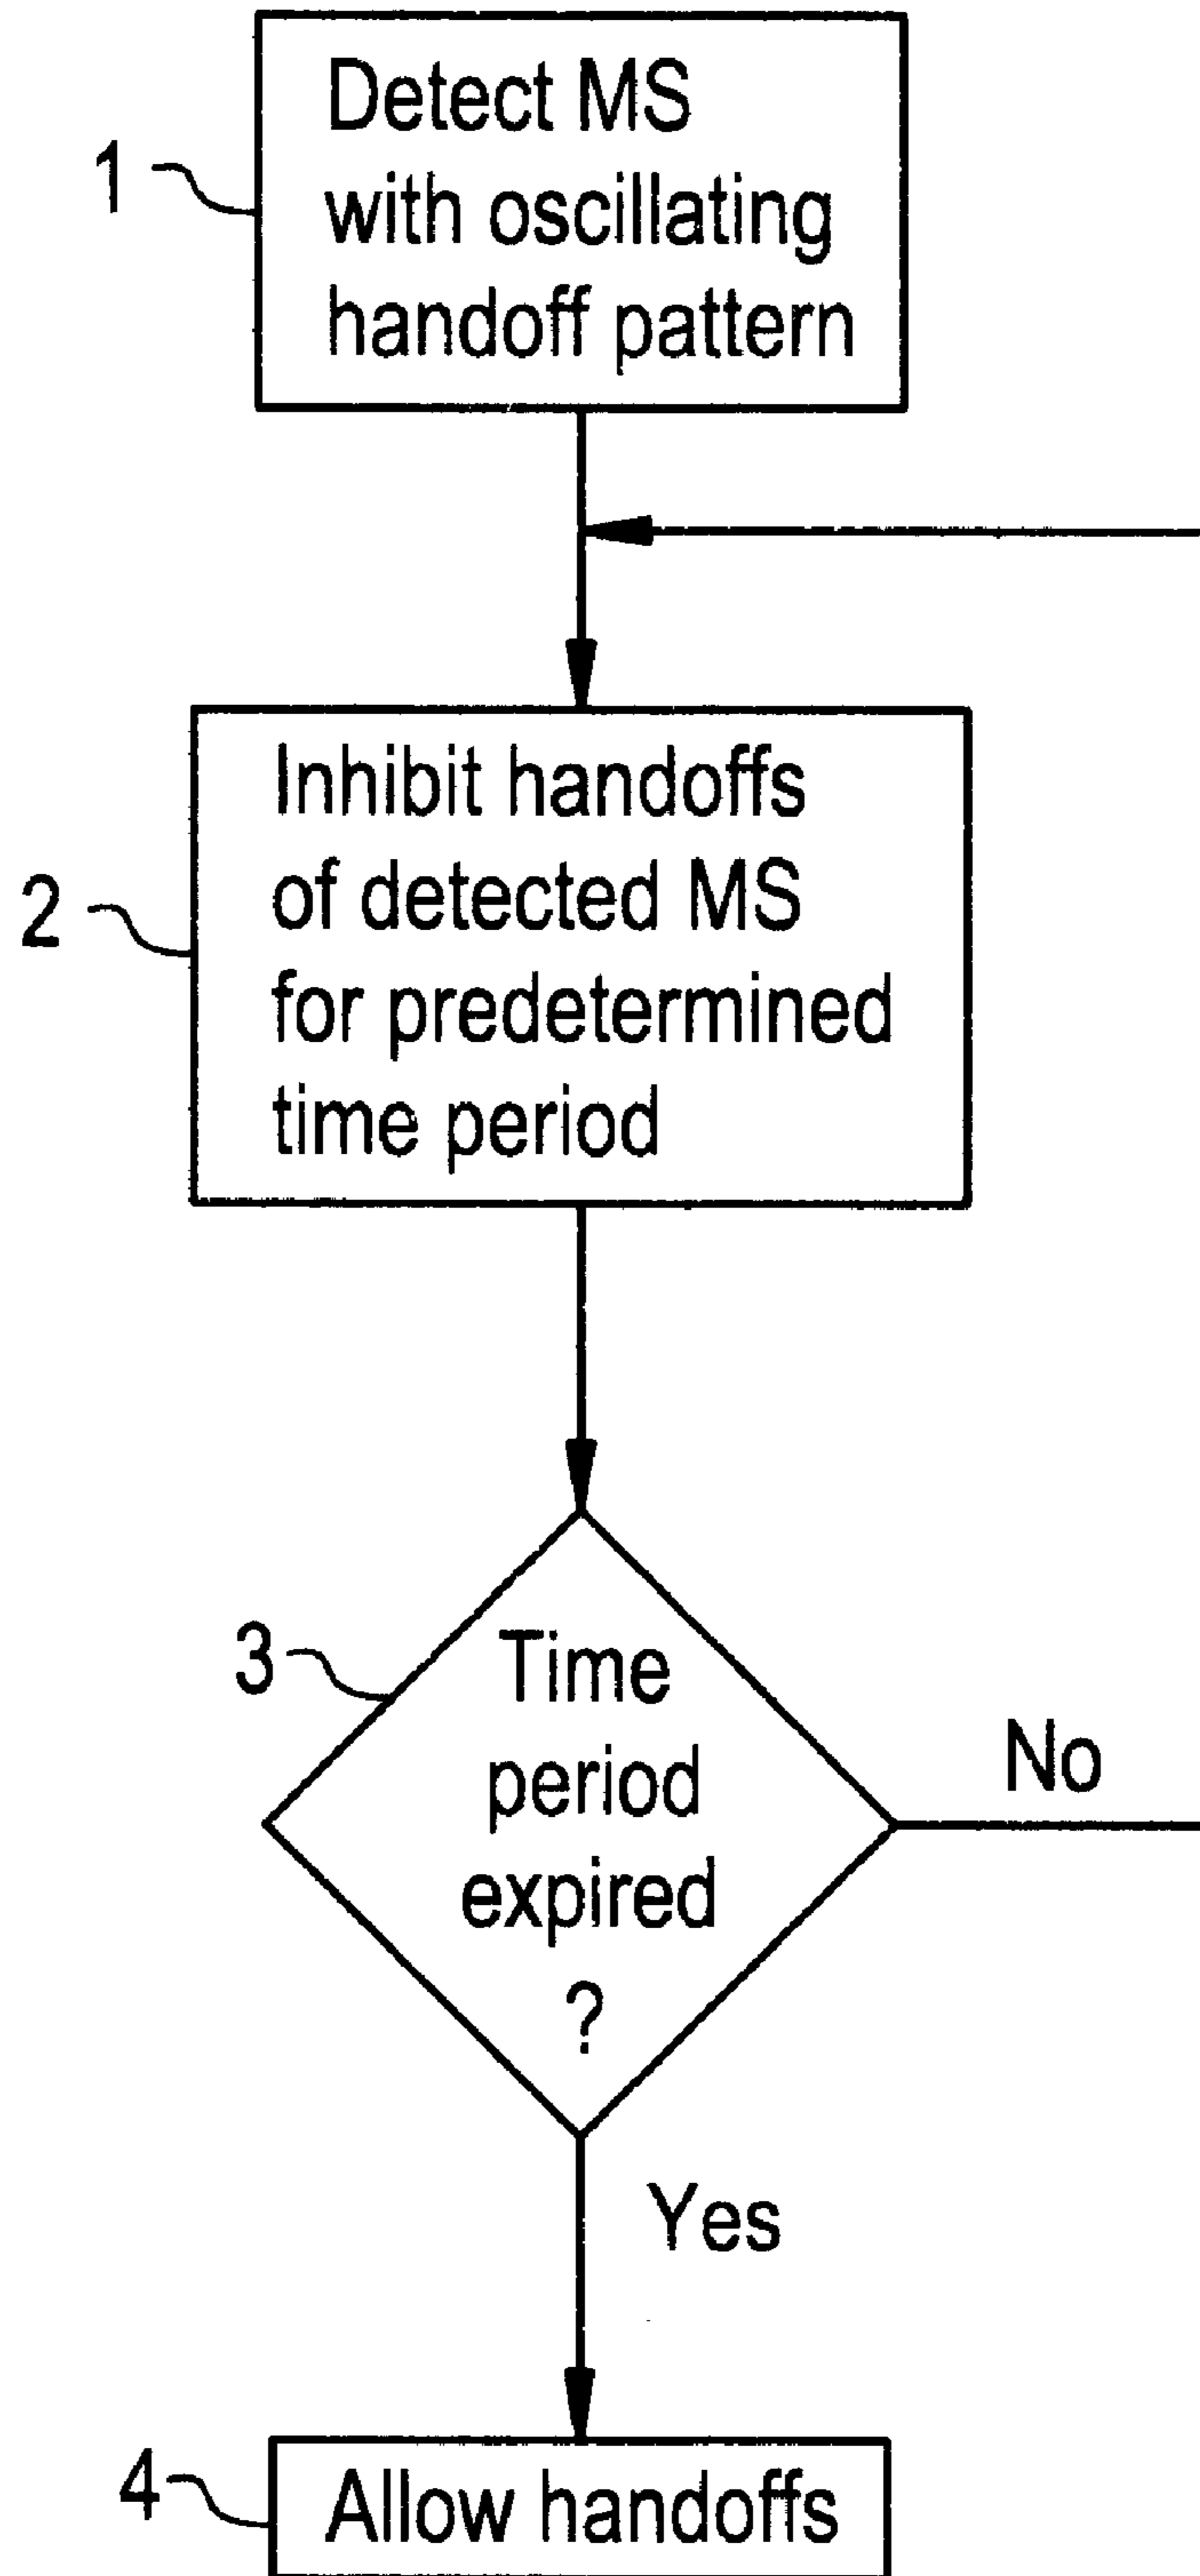 1
Detect MS
with oscillating
handoff pattern
2
Inhibit handoffs
of detected MS
for predetermined
time period
3
Time
period
expired
?
No
Yes
4
Allow handoffs